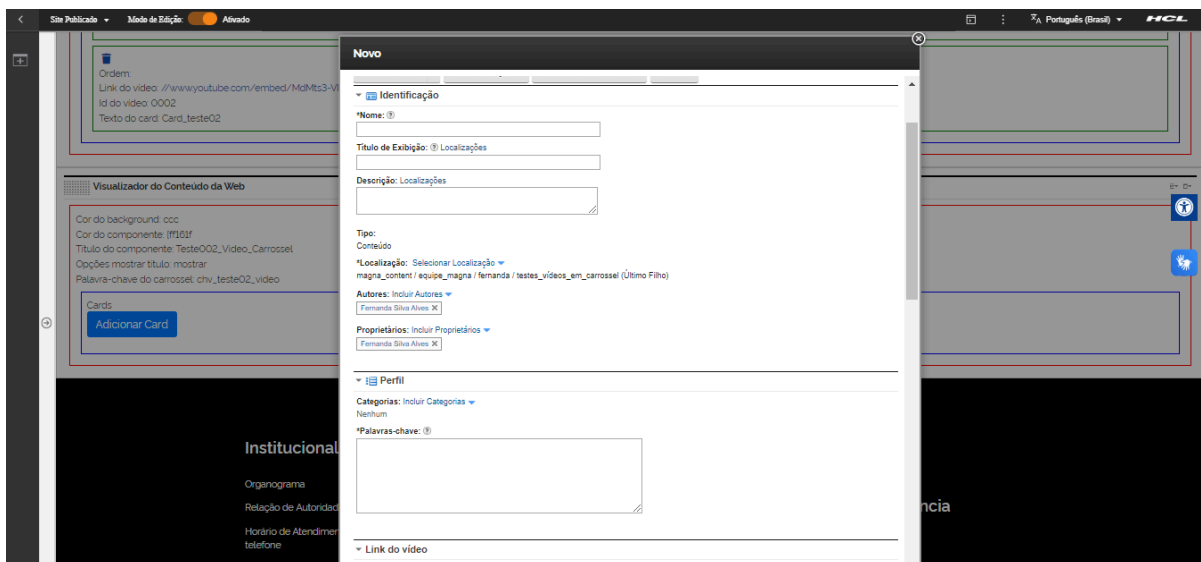 Site Publicado
Modo de Edição:
Ativado
Português (Brasil)
HCL
Ordem:
Link do vídeo: //www.youtube.com/embed/MdMts3-VI
Id do vídeo: 0002
Texto do card: Card_teste02
Visualizador do Conteúdo da Web
Cor do background: ccc
Cor do componente: [ff161f
Título do componente: Teste002_Video_Carrossel
Opções mostrar título: mostrar
Palavra-chave do carrossel: chv_teste02_video
Cards
Adicionar Card
Institucional
Organograma
Relação de Autoridad
Horário de Atendimen
telefone
Novo
Identificação
*Nome:
Título de Exibição: Localizações
Descrição: Localizações
Tipo:
Conteúdo
*Localização: Selecionar Localização
magna_content / equipe_magna / fernanda / testes_vídeos_em_carrossel (Último Filho)
Autores: Incluir Autores
Fernanda Silva Alves X
Proprietários: Incluir Proprietários
Fernanda Silva Alves X
Perfil
Categorias: Incluir Categorias
Nenhum
*Palavras-chave:
Link do vídeo
ncia